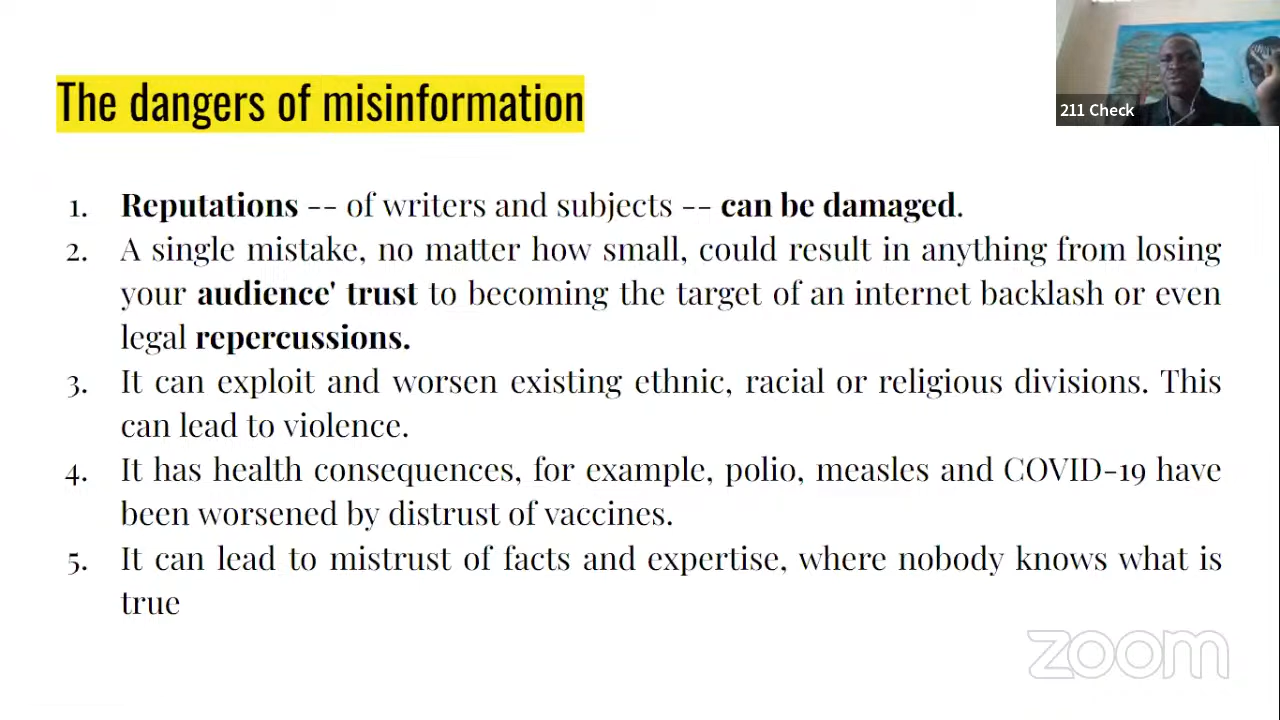 The dangers of misinformation
211 Check
1. Reputations -- of writers and subjects -- can be damaged.
2. A single mistake, no matter how small, could result in anything from losing
your audience' trust to becoming the target of an internet backlash or even
legal repercussions.
3. It can exploit and worsen existing ethnic, racial or religious divisions. This
can lead to violence.
4. It has health consequences, for example, polio, measles and COVID-19 have
been worsened by distrust of vaccines.
5. It can lead to mistrust of facts and expertise, where nobody knows what is
true
zoom